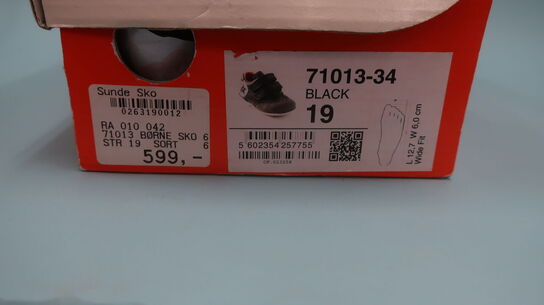 Sunde Sko
0263190012
RA 010 042
71013 BØRNE SKO 6
STR 19 SORT 6
599,-
71013-34
BLACK
19
5 602354 257755
L 12,7 W 6,0 cm
Wide Fit